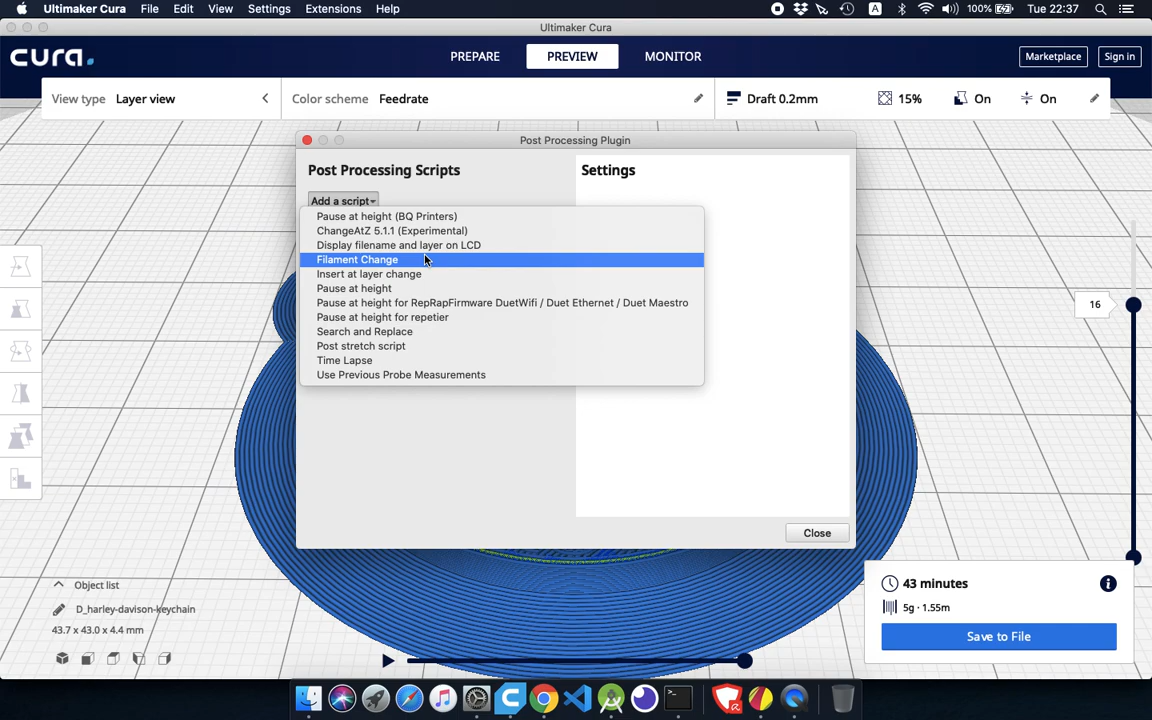 Ultimaker Cura File Edit View Settings Extensions Help A 100% Tue 22:37
Ultimaker Cura
cura. PREPARE PREVIEW MONITOR Marketplace Sign in
View type Layer view Color scheme Feedrate Draft 0.2mm 15% On On
Post Processing Plugin
Post Processing Scripts Settings
Add a script
Pause at height (BQ Printers)
ChangeAtZ 5.1.1 (Experimental)
Display filename and layer on LCD
Filament Change
Insert at layer change
Pause at height
Pause at height for RepRapFirmware DuetWifi / Duet Ethernet / Duet Maestro
Pause at height for repetier
Search and Replace
Post stretch script
Time Lapse
Use Previous Probe Measurements
16
Close
Object list
D_harley-davison-keychain
43.7 x 43.0 x 4.4 mm
43 minutes
5g · 1.55m
Save to File